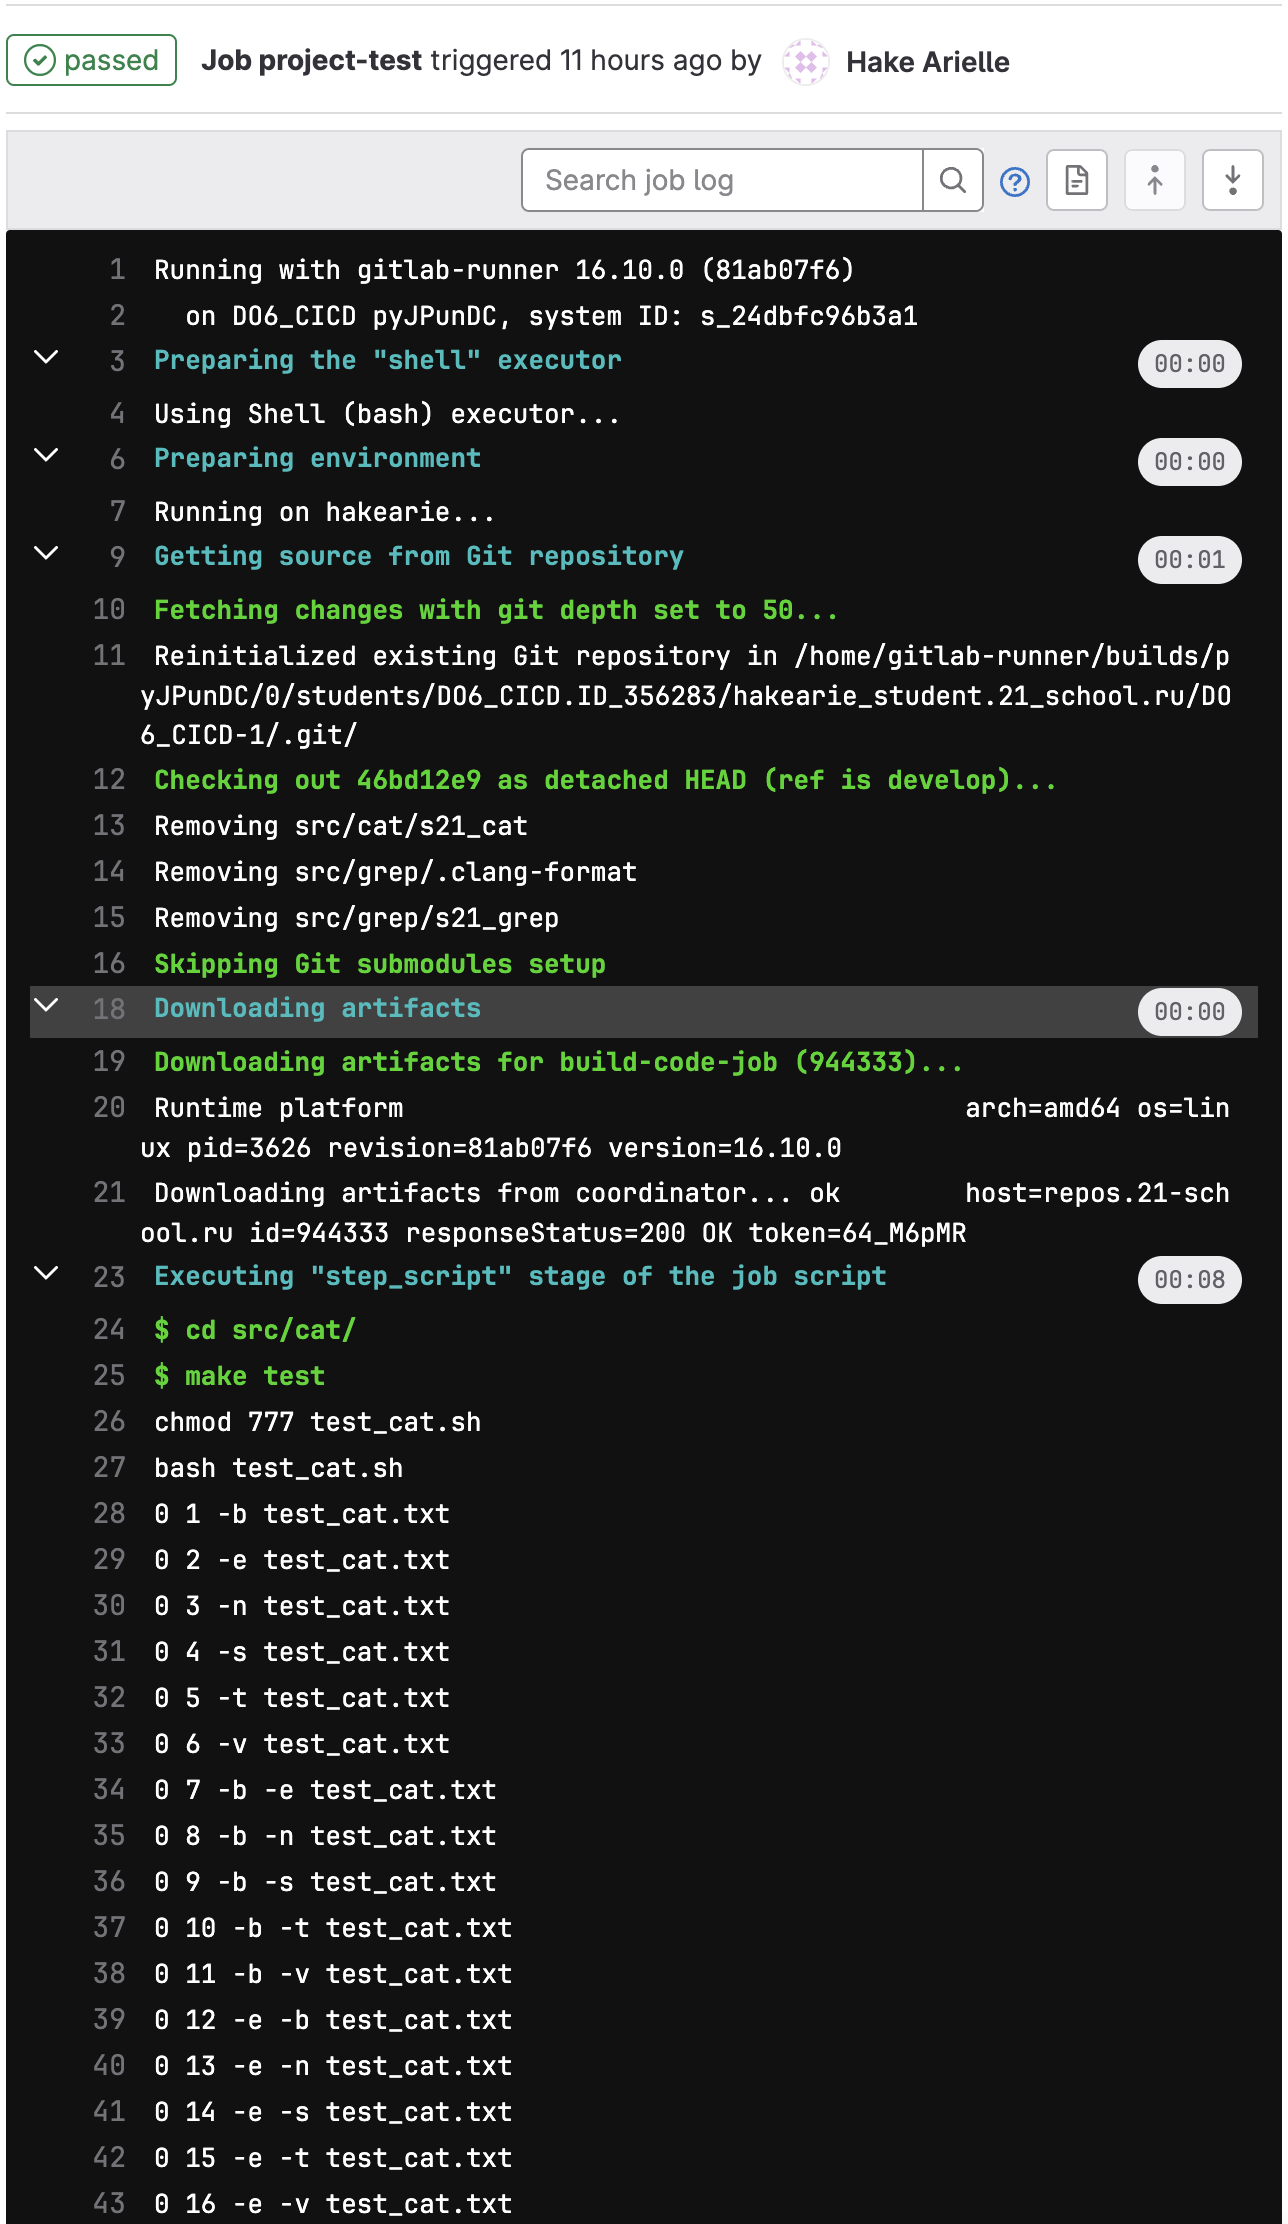 passed Job project-test triggered 11 hours ago by Hake Arielle
Search job log
1 Running with gitlab-runner 16.10.0 (81ab07f6)
2 on DO6_CICD pyJPunDC, system ID: s_24dbfc96b3a1
3 Preparing the "shell" executor 00:00
4 Using Shell (bash) executor...
6 Preparing environment 00:00
7 Running on hakearie...
9 Getting source from Git repository 00:01
10 Fetching changes with git depth set to 50...
11 Reinitialized existing Git repository in /home/gitlab-runner/builds/p
yJPunDC/0/students/DO6_CICD.ID_356283/hakearie_student.21_school.ru/DO
6_CICD-1/.git/
12 Checking out 46bd12e9 as detached HEAD (ref is develop)...
13 Removing src/cat/s21_cat
14 Removing src/grep/.clang-format
15 Removing src/grep/s21_grep
16 Skipping Git submodules setup
18 Downloading artifacts 00:00
19 Downloading artifacts for build-code-job (944333)...
20 Runtime platform arch=amd64 os=lin
ux pid=3626 revision=81ab07f6 version=16.10.0
21 Downloading artifacts from coordinator... ok host=repos.21-sch
ool.ru id=944333 responseStatus=200 OK token=64_M6pMR
23 Executing "step_script" stage of the job script 00:08
24 $ cd src/cat/
25 $ make test
26 chmod 777 test_cat.sh
27 bash test_cat.sh
28 0 1 -b test_cat.txt
29 0 2 -e test_cat.txt
30 0 3 -n test_cat.txt
31 0 4 -s test_cat.txt
32 0 5 -t test_cat.txt
33 0 6 -v test_cat.txt
34 0 7 -b -e test_cat.txt
35 0 8 -b -n test_cat.txt
36 0 9 -b -s test_cat.txt
37 0 10 -b -t test_cat.txt
38 0 11 -b -v test_cat.txt
39 0 12 -e -b test_cat.txt
40 0 13 -e -n test_cat.txt
41 0 14 -e -s test_cat.txt
42 0 15 -e -t test_cat.txt
43 0 16 -e -v test_cat.txt